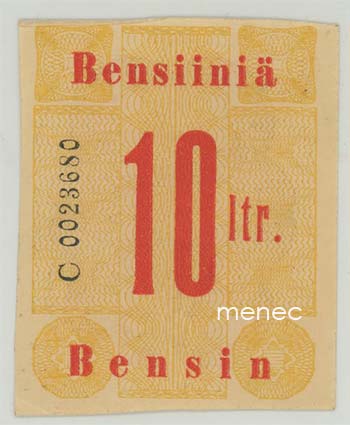 Bensiiniä
C 0023680
10 ltr.
menec
Bensin